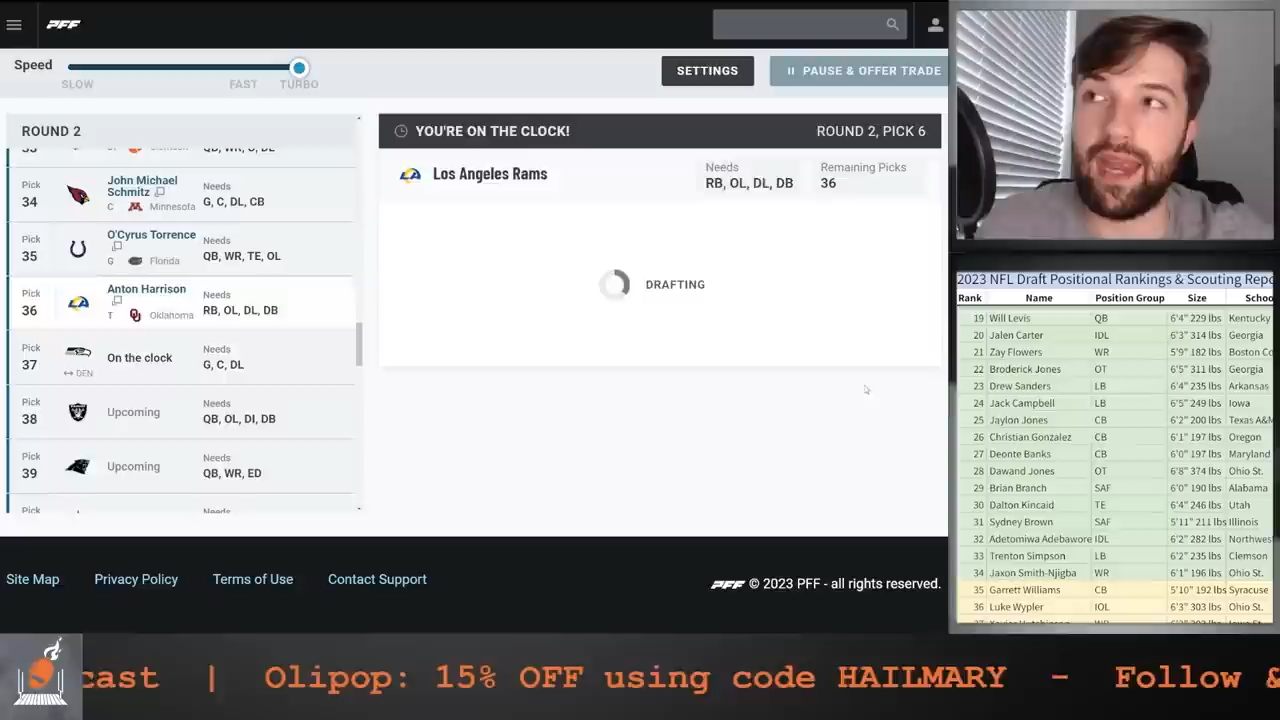 PFF
Speed
SLOW FAST TURBO
SETTINGS
PAUSE & OFFER TRADE
ROUND 2
QB, WR, C, DL
Pick 34
John Michael Schmitz
C Minnesota
Needs
G, C, DL, CB
Pick 35
O'Cyrus Torrence
G Florida
Needs
QB, WR, TE, OL
Pick 36
Anton Harrison
T Oklahoma
Needs
RB, OL, DL, DB
Pick 37
DEN
On the clock
Needs
G, C, DL
Pick 38
Upcoming
Needs
QB, OL, DI, DB
Pick 39
Upcoming
Needs
QB, WR, ED
Pick
Needs
YOU'RE ON THE CLOCK!
ROUND 2, PICK 6
Los Angeles Rams
Needs
RB, OL, DL, DB
Remaining Picks
36
DRAFTING
Site Map Privacy Policy Terms of Use Contact Support
PFF © 2023 PFF - all rights reserved.
2023 NFL Draft Positional Rankings & Scouting Repo
Rank Name Position Group Size Schoo
19 Will Levis QB 6'4" 229 lbs Kentucky
20 Jalen Carter IDL 6'3" 314 lbs Georgia
21 Zay Flowers WR 5'9" 182 lbs Boston Co
22 Broderick Jones OT 6'5" 311 lbs Georgia
23 Drew Sanders LB 6'4" 235 lbs Arkansas
24 Jack Campbell LB 6'5" 249 lbs Iowa
25 Jaylon Jones CB 6'2" 200 lbs Texas A&M
26 Christian Gonzalez CB 6'1" 197 lbs Oregon
27 Deonte Banks CB 6'0" 197 lbs Maryland
28 Dawand Jones OT 6'8" 374 lbs Ohio St.
29 Brian Branch SAF 6'0" 190 lbs Alabama
30 Dalton Kincaid TE 6'4" 246 lbs Utah
31 Sydney Brown SAF 5'11" 211 lbs Illinois
32 Adetomiwa Adebawore IDL 6'2" 282 lbs Northwes
33 Trenton Simpson LB 6'2" 235 lbs Clemson
34 Jaxon Smith-Njigba WR 6'1" 196 lbs Ohio St.
35 Garrett Williams CB 5'10" 192 lbs Syracuse
36 Luke Wypler IOL 6'3" 303 lbs Ohio St.
cast | Olipop: 15% OFF using code HAILMARY - Follow &